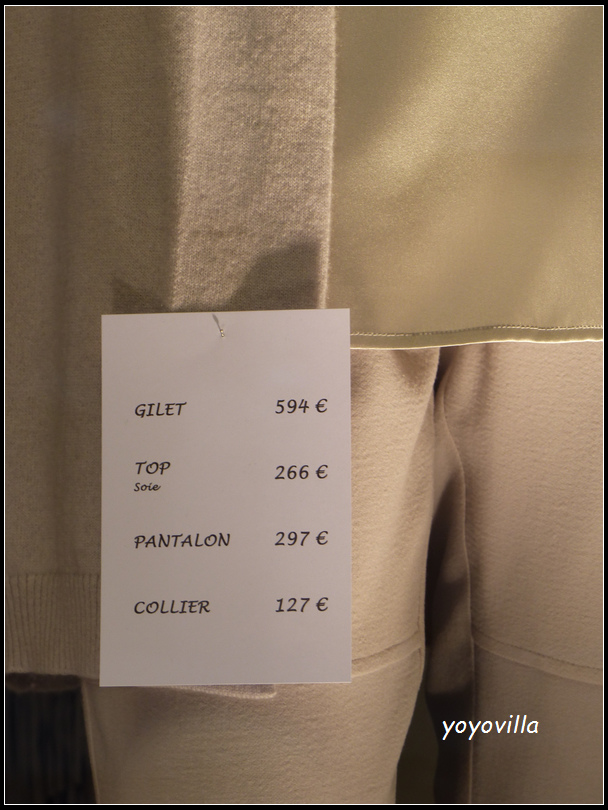 GILET 594 €
TOP 266 €
Soie
PANTALON 297 €
COLLIER 127 €
yoyovilla